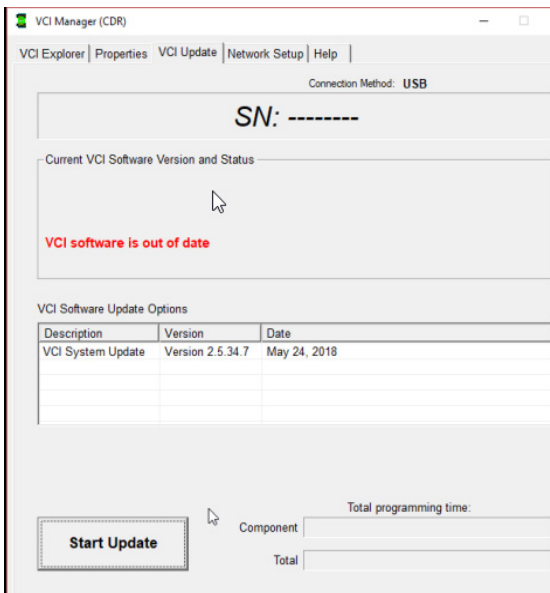 VCI Manager (CDR)
VCI Explorer Properties VCI Update Network Setup Help
Connection Method: USB
SN: --------
Current VCI Software Version and Status
VCI software is out of date
VCI Software Update Options
Description Version Date
VCI System Update Version 2.5.34.7 May 24, 2018
Total programming time:
Component
Start Update
Total